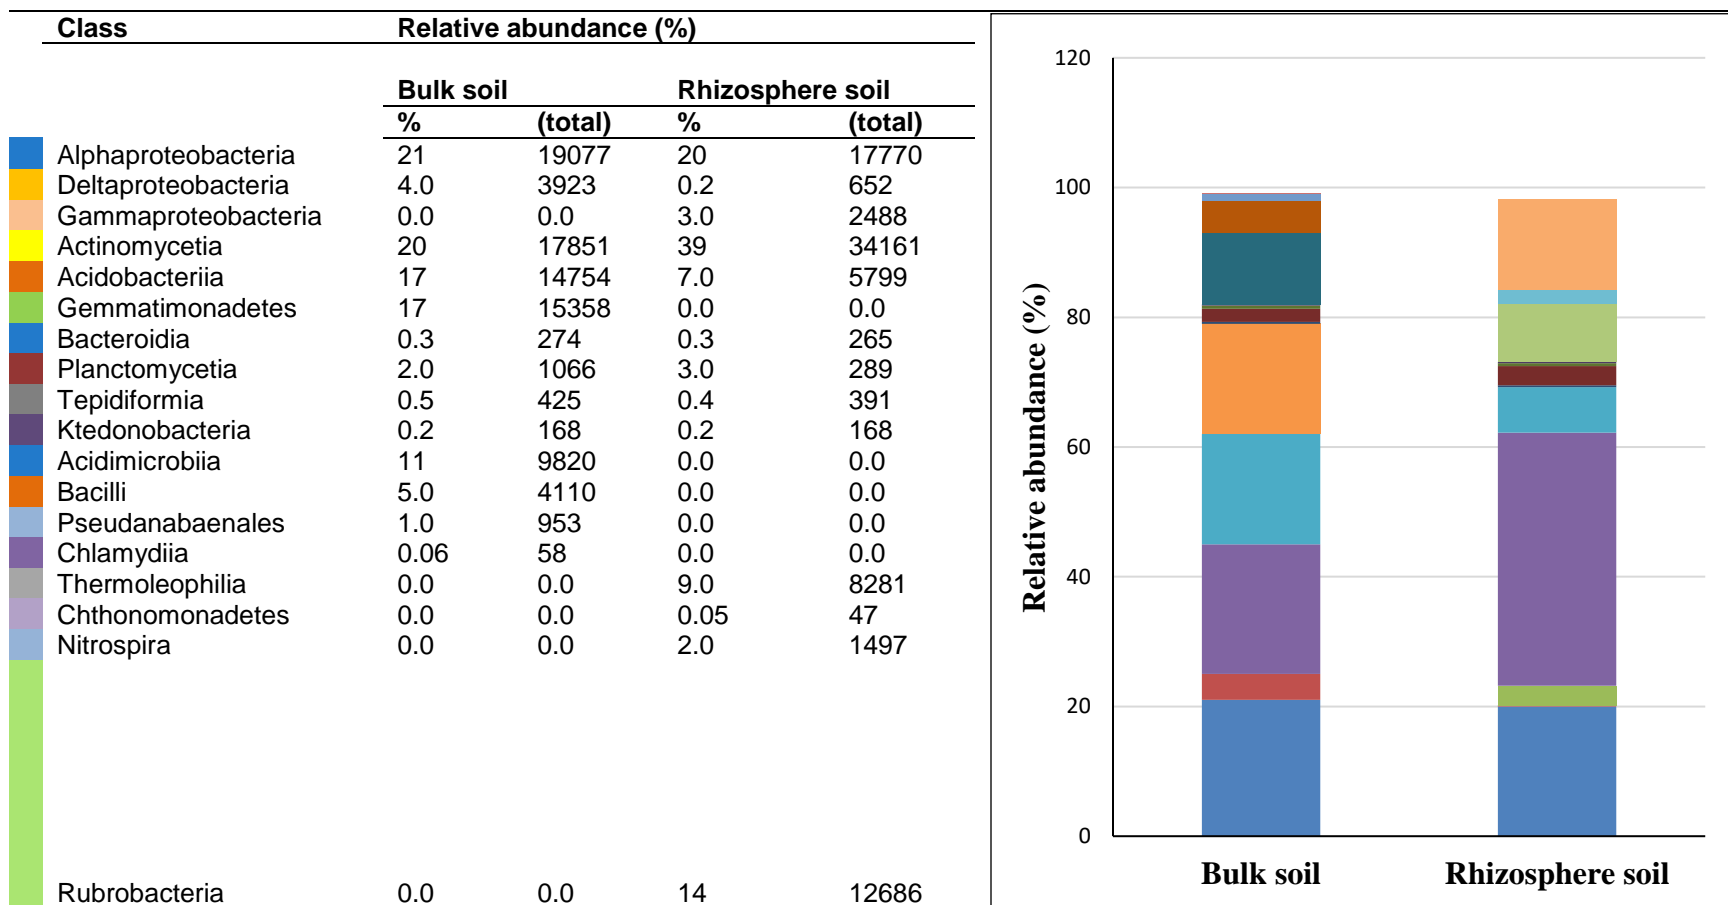 Class Relative abundance (%)
Bulk soil Rhizosphere soil
% (total) % (total)
Alphaproteobacteria 21 19077 20 17770
Deltaproteobacteria 4.0 3923 0.2 652
Gammaproteobacteria 0.0 0.0 3.0 2488
Actinomycetia 20 17851 39 34161
Acidobacteriia 17 14754 7.0 5799
Gemmatimonadetes 17 15358 0.0 0.0
Bacteroidia 0.3 274 0.3 265
Planctomycetia 2.0 1066 3.0 289
Tepidiformia 0.5 425 0.4 391
Ktedonobacteria 0.2 168 0.2 168
Acidimicrobiia 11 9820 0.0 0.0
Bacilli 5.0 4110 0.0 0.0
Pseudanabaenales 1.0 953 0.0 0.0
Chlamydiia 0.06 58 0.0 0.0
Thermoleophilia 0.0 0.0 9.0 8281
Chthonomonadetes 0.0 0.0 0.05 47
Nitrospira 0.0 0.0 2.0 1497
Rubrobacteria 0.0 0.0 14 12686
Relative abundance (%)
120
100
80
60
40
20
0
Bulk soil Rhizosphere soil